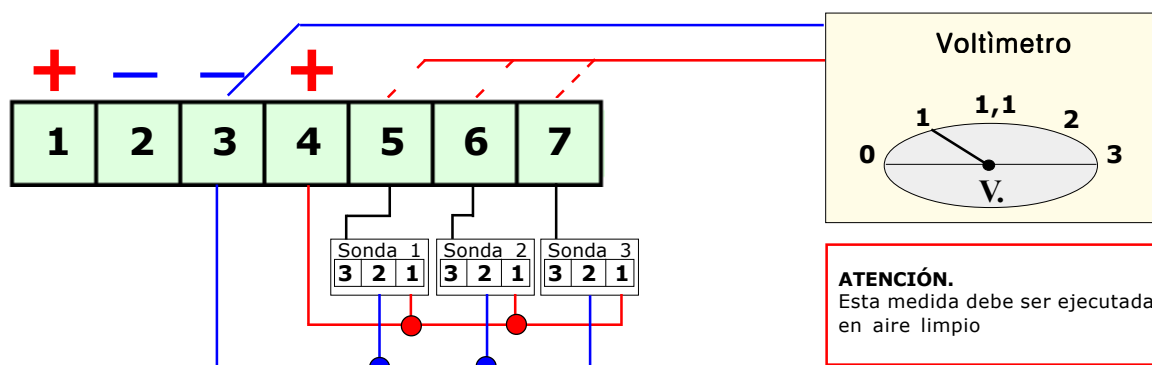 Voltìmetro
+ — — +
1 2 3 4 5 6 7
0 1 1,1 2 3
V.
Sonda 1 Sonda 2 Sonda 3
3 2 1 3 2 1 3 2 1
ATENCIÓN.
Esta medida debe ser ejecutada
en aire limpio